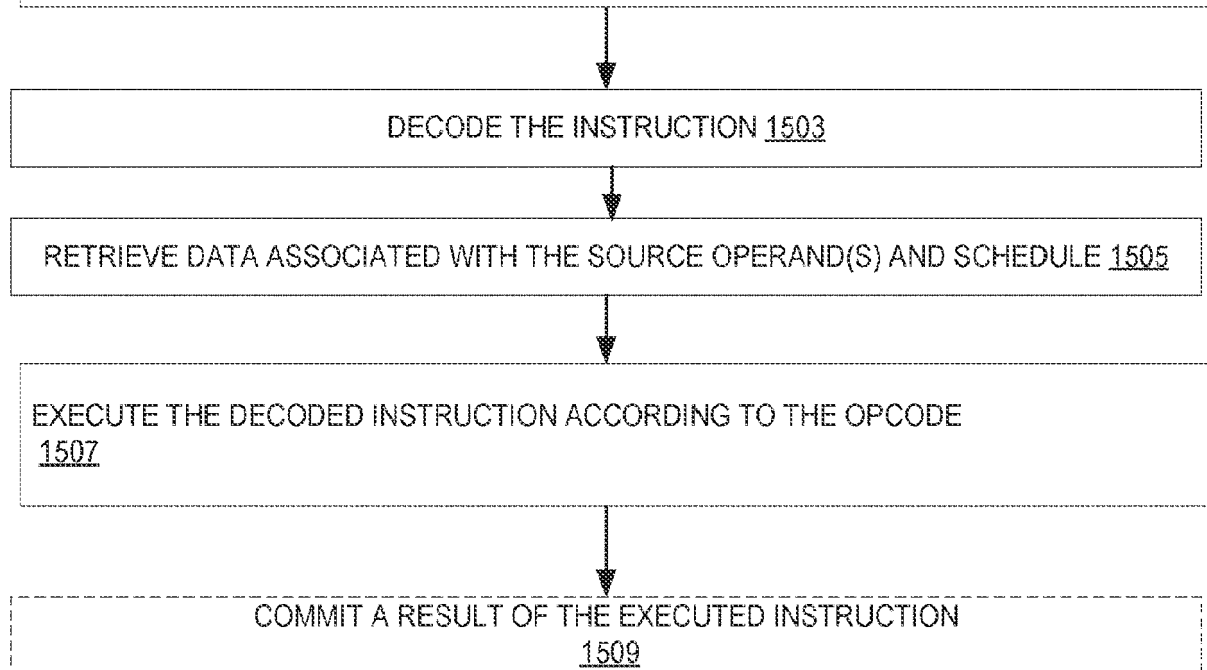 DECODE THE INSTRUCTION 1503
RETRIEVE DATA ASSOCIATED WITH THE SOURCE OPERAND(S) AND SCHEDULE 1505
EXECUTE THE DECODED INSTRUCTION ACCORDING TO THE OPCODE
1507
COMMIT A RESULT OF THE EXECUTED INSTRUCTION
1509